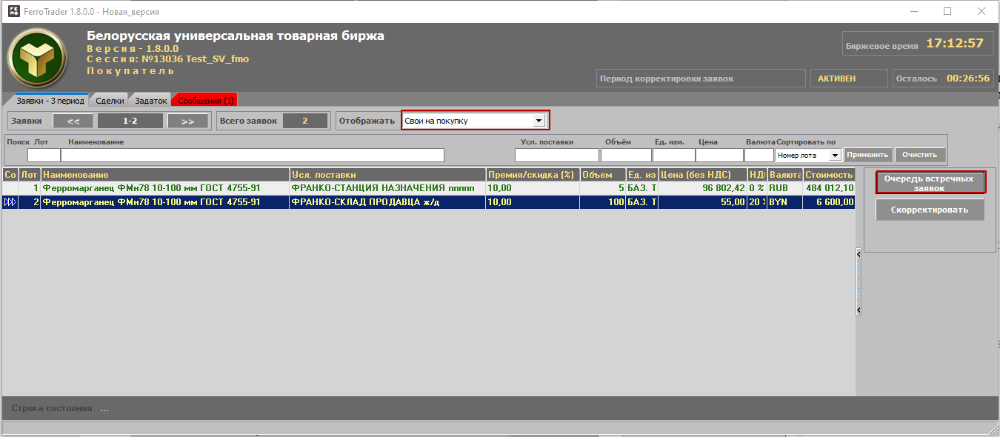 FerroTrader 1.8.0.0 - Новая_версия
Белорусская универсальная товарная биржа
Версия - 1.8.0.0
Сессия: №13036 Test_SV_fmo
Покупатель
Биржевое время 17:12:57
Период корректировки заявок АКТИВЕН Осталось 00:26:56
Заявки - 3 период Сделки Задаток Сообщения (1)
Заявки << 1-2 >> Всего заявок 2 Отображать Свои на покупку
Поиск Лот Наименование Усл. поставки Объём Ед. изм. Цена Валюта Сортировать по
Номер лота Применить Очистить
Со Лот Наименование Усл. поставки Премия/скидка (%) Объем Ед. из Цена (без НДС) НДС Валюта Стоимость
1 Ферромарганец ФМн78 10-100 мм ГОСТ 4755-91 ФРАНКО-СТАНЦИЯ НАЗНАЧЕНИЯ ппппп 10,00 5 БАЗ. Т 96 802,42 0 % RUB 484 012,10
2 Ферромарганец ФМн78 10-100 мм ГОСТ 4755-91 ФРАНКО-СКЛАД ПРОДАВЦА ж/д 10,00 100 БАЗ. Т 55,00 20 % BYN 6 600,00
Очередь встречных
заявок
Скорректировать
Строка состояния ...